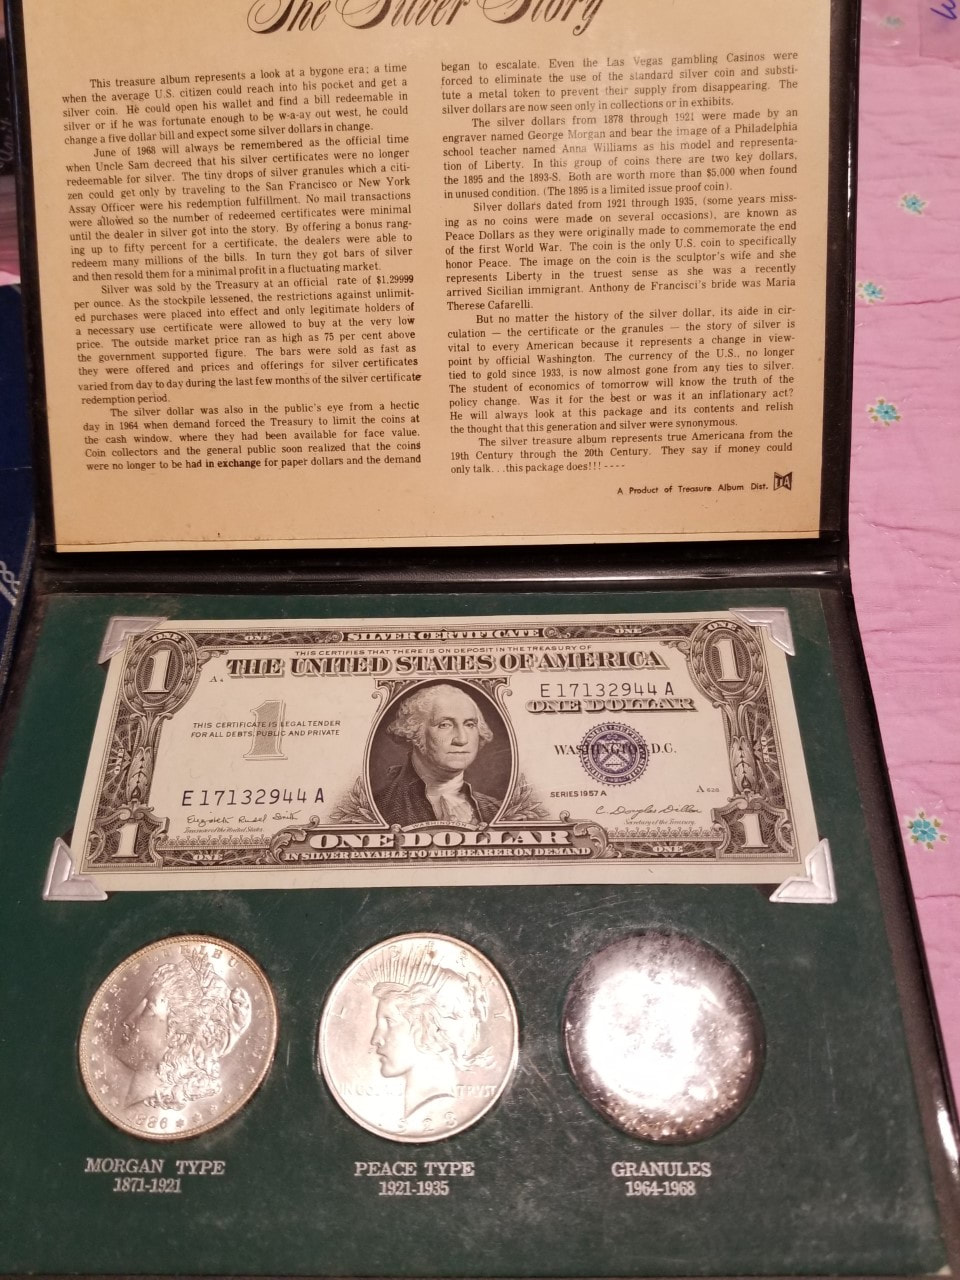 The Silver Story
This treasure album represents a look at a bygone era; a time
when the average U.S. citizen could reach into his pocket and get a
silver coin. He could open his wallet and find a bill redeemable in
silver or if he was fortunate enough to be w-a-ay out west, he could
change a five dollar bill and expect some silver dollars in change.
June of 1968 will always be remembered as the official time
when Uncle Sam decreed that his silver certificates were no longer
redeemable for silver. The tiny drops of silver granules which a citi-
zen could get only by traveling to the San Francisco or New York
Assay Officer were his redemption fulfillment. No mail transactions
were allowed so the number of redeemed certificates were minimal
until the dealer in silver got into the story. By offering a bonus rang-
ing up to fifty percent for a certificate, the dealers were able to
redeem many millions of the bills. In turn they got bars of silver
and then resold them for a minimal profit in a fluctuating market.
Silver was sold by the Treasury at an official rate of $1.29999
per ounce. As the stockpile lessened, the restrictions against unlimit-
ed purchases were placed into effect and only legitimate holders of
a necessary use certificate were allowed to buy at the very low
price. The outside market price ran as high as 75 per cent above
the government supported figure. The bars were sold as fast as
they were offered and prices and offerings for silver certificates
varied from day to day during the last few months of the silver certificate
redemption period.
The silver dollar was also in the public's eye from a hectic
day in 1964 when demand forced the Treasury to limit the coins at
the cash window, where they had been available for face value.
Coin collectors and the general public soon realized that the coins
were no longer to be had in exchange for paper dollars and the demand
began to escalate. Even the Las Vegas gambling Casinos were
forced to eliminate the use of the standard silver coin and substi-
tute a metal token to prevent their supply from disappearing. The
silver dollars are now seen only in collections or in exhibits.
The silver dollars from 1878 through 1921 were made by an
engraver named George Morgan and bear the image of a Philadelphia
school teacher named Anna Williams as his model and representa-
tion of Liberty. In this group of coins there are two key dollars,
the 1895 and the 1893-S. Both are worth more than $5,000 when found
in unused condition. (The 1895 is a limited issue proof coin).
Silver dollars dated from 1921 through 1935, (some years miss-
ing as no coins were made on several occasions), are known as
Peace Dollars as they were originally made to commemorate the end
of the first World War. The coin is the only U.S. coin to specifically
honor Peace. The image on the coin is the sculptor's wife and she
represents Liberty in the truest sense as she was a recently
arrived Sicilian immigrant. Anthony de Francisci's bride was Maria
Therese Cafarelli.
But no matter the history of the silver dollar, its aide in cir-
culation — the certificate or the granules — the story of silver is
vital to every American because it represents a change in view-
point by official Washington. The currency of the U.S., no longer
tied to gold since 1933, is now almost gone from any ties to silver.
The student of economics of tomorrow will know the truth of the
policy change. Was it for the best or was it an inflationary act?
He will always look at this package and its contents and relish
the thought that this generation and silver were synonymous.
The silver treasure album represents true Americana from the
19th Century through the 20th Century. They say if money could
only talk. . .this package does!!! - - - -
A Product of Treasure Album Dist. TA
SILVER CERTIFICATE
THIS CERTIFIES THAT THERE IS ON DEPOSIT IN THE TREASURY OF
THE UNITED STATES OF AMERICA
ONE ONE ONE ONE
1 1
A4
E 17132944 A
ONE DOLLAR
1
THIS CERTIFICATE IS LEGAL TENDER
FOR ALL DEBTS, PUBLIC AND PRIVATE
WASHINGTON, D.C.
E 17132944 A
SERIES 1957 A
Elizabeth Rudel Smith
Treasurer of the United States
C. Douglas Dillon
Secretary of the Treasury
WASHINGTON
1 1
ONE DOLLAR
ONE ONE
IN SILVER PAYABLE TO THE BEARER ON DEMAND
1886
IN GOD TRUST
1923
MORGAN TYPE
1871-1921
PEACE TYPE
1921-1935
GRANULES
1964-1968